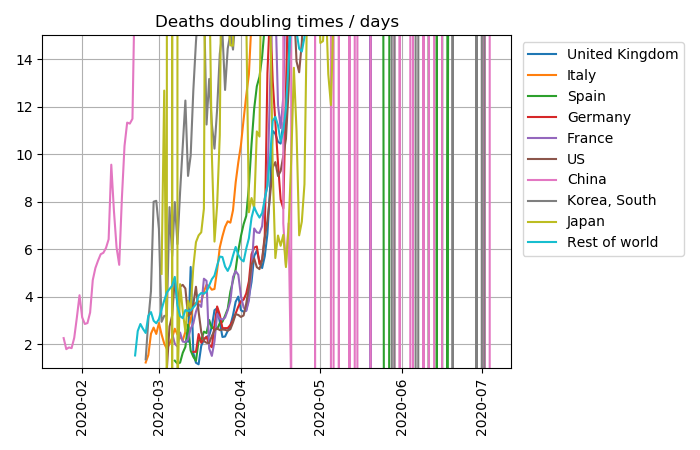 Deaths doubling times / days
14
12
10
8
6
4
2
2020-02
2020-03
2020-04
2020-05
2020-06
2020-07
United Kingdom
Italy
Spain
Germany
France
US
China
Korea, South
Japan
Rest of world